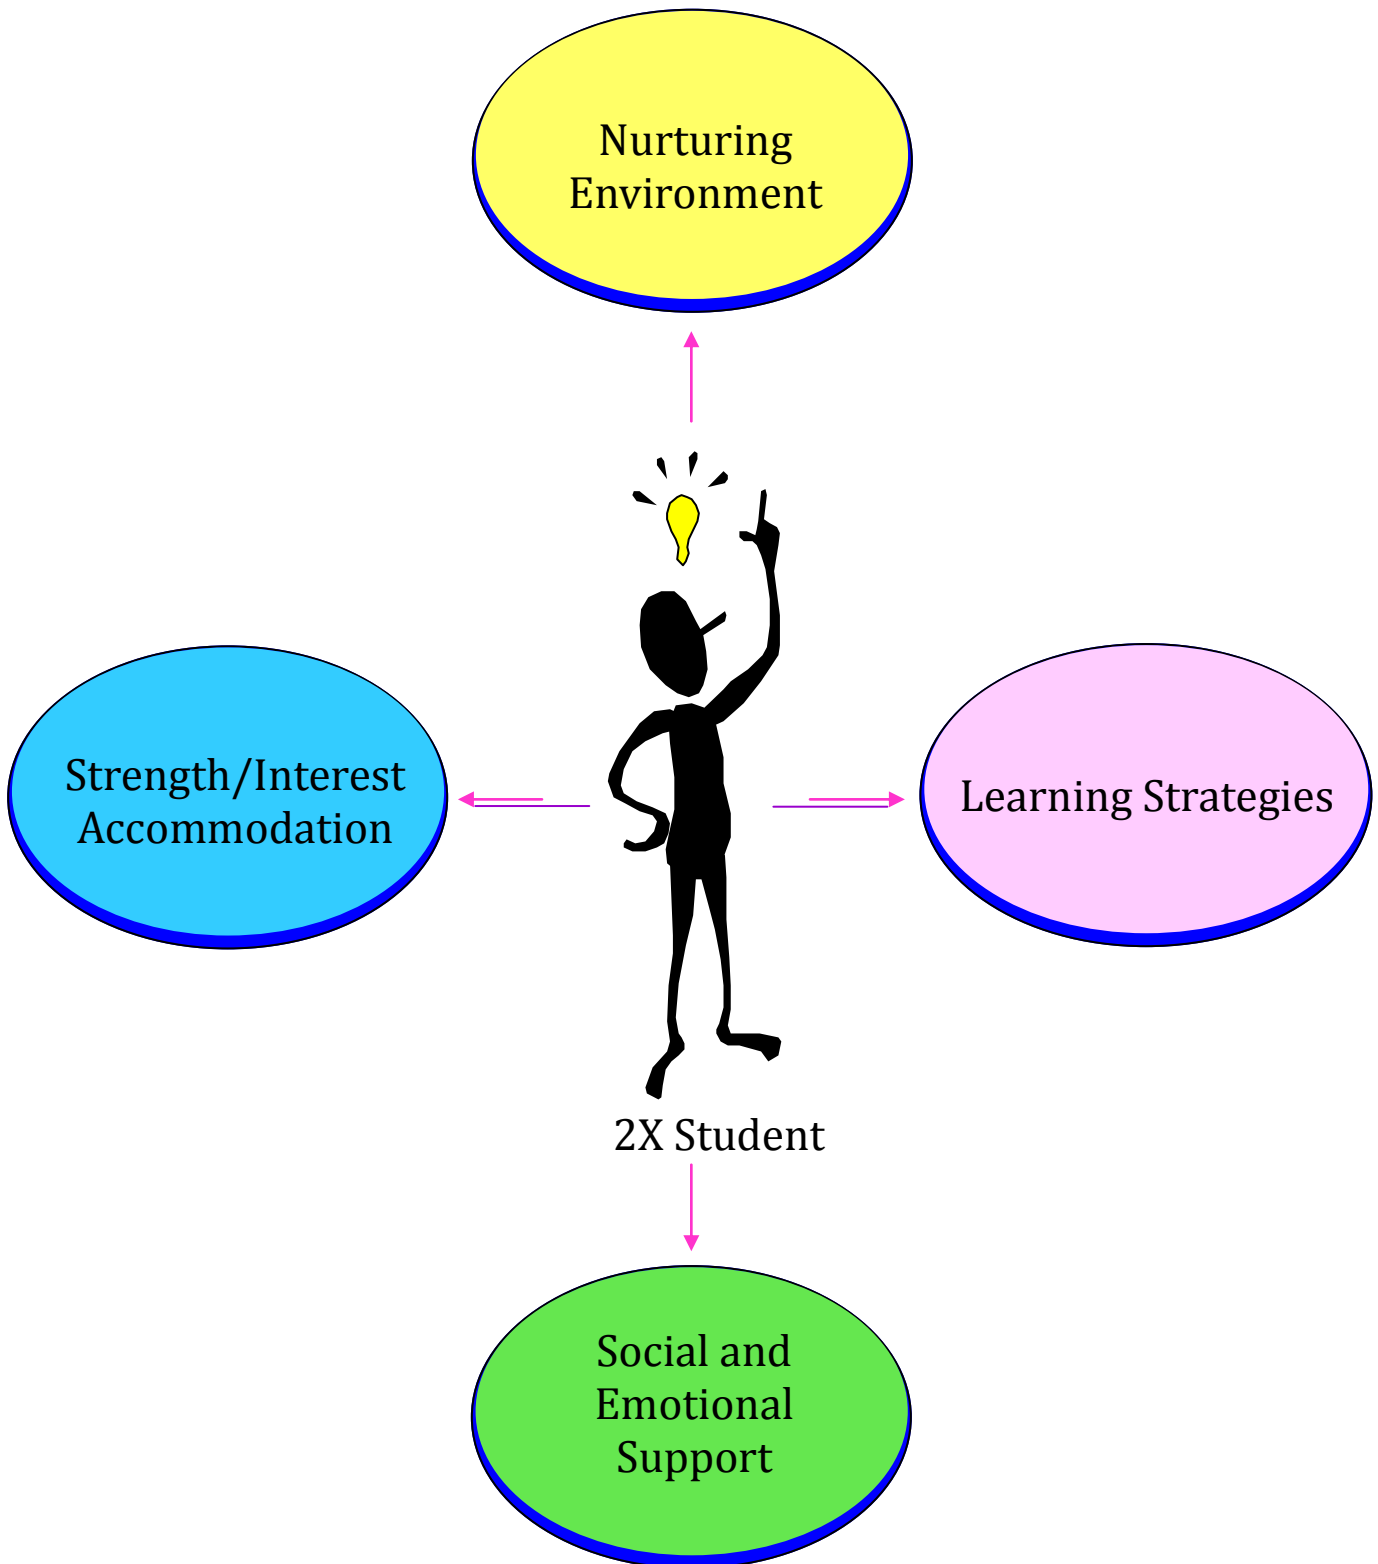 Nurturing
Environment
Strength/Interest
Accommodation
Learning Strategies
2X Student
Social and
Emotional
Support